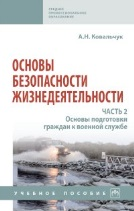 СРЕДНЕЕ
ПРОФЕССИОНАЛЬНОЕ
ОБРАЗОВАНИЕ
А.Н. Ковальчук
ОСНОВЫ
БЕЗОПАСНОСТИ
ЖИЗНЕДЕЯТЕЛЬНОСТИ
ЧАСТЬ 2
Основы подготовки
граждан к военной службе
УЧЕБНОЕ ПОСОБИЕ